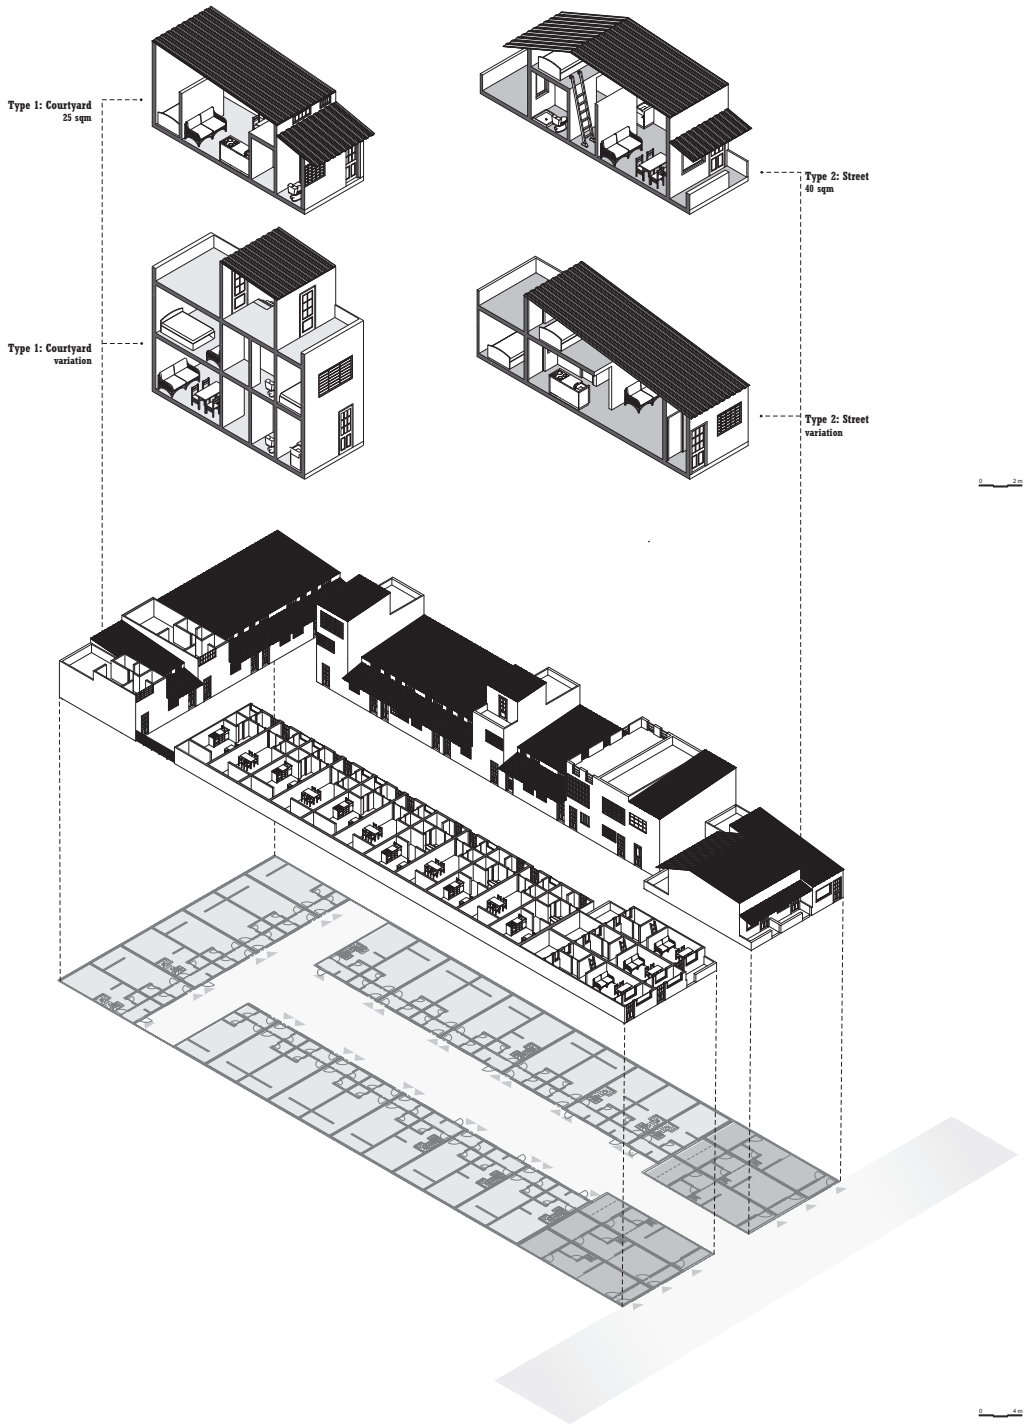 Type 1: Courtyard
25 sqm
Type 2: Street
40 sqm
Type 1: Courtyard
variation
Type 2: Street
variation
0 2 m
0 4 m